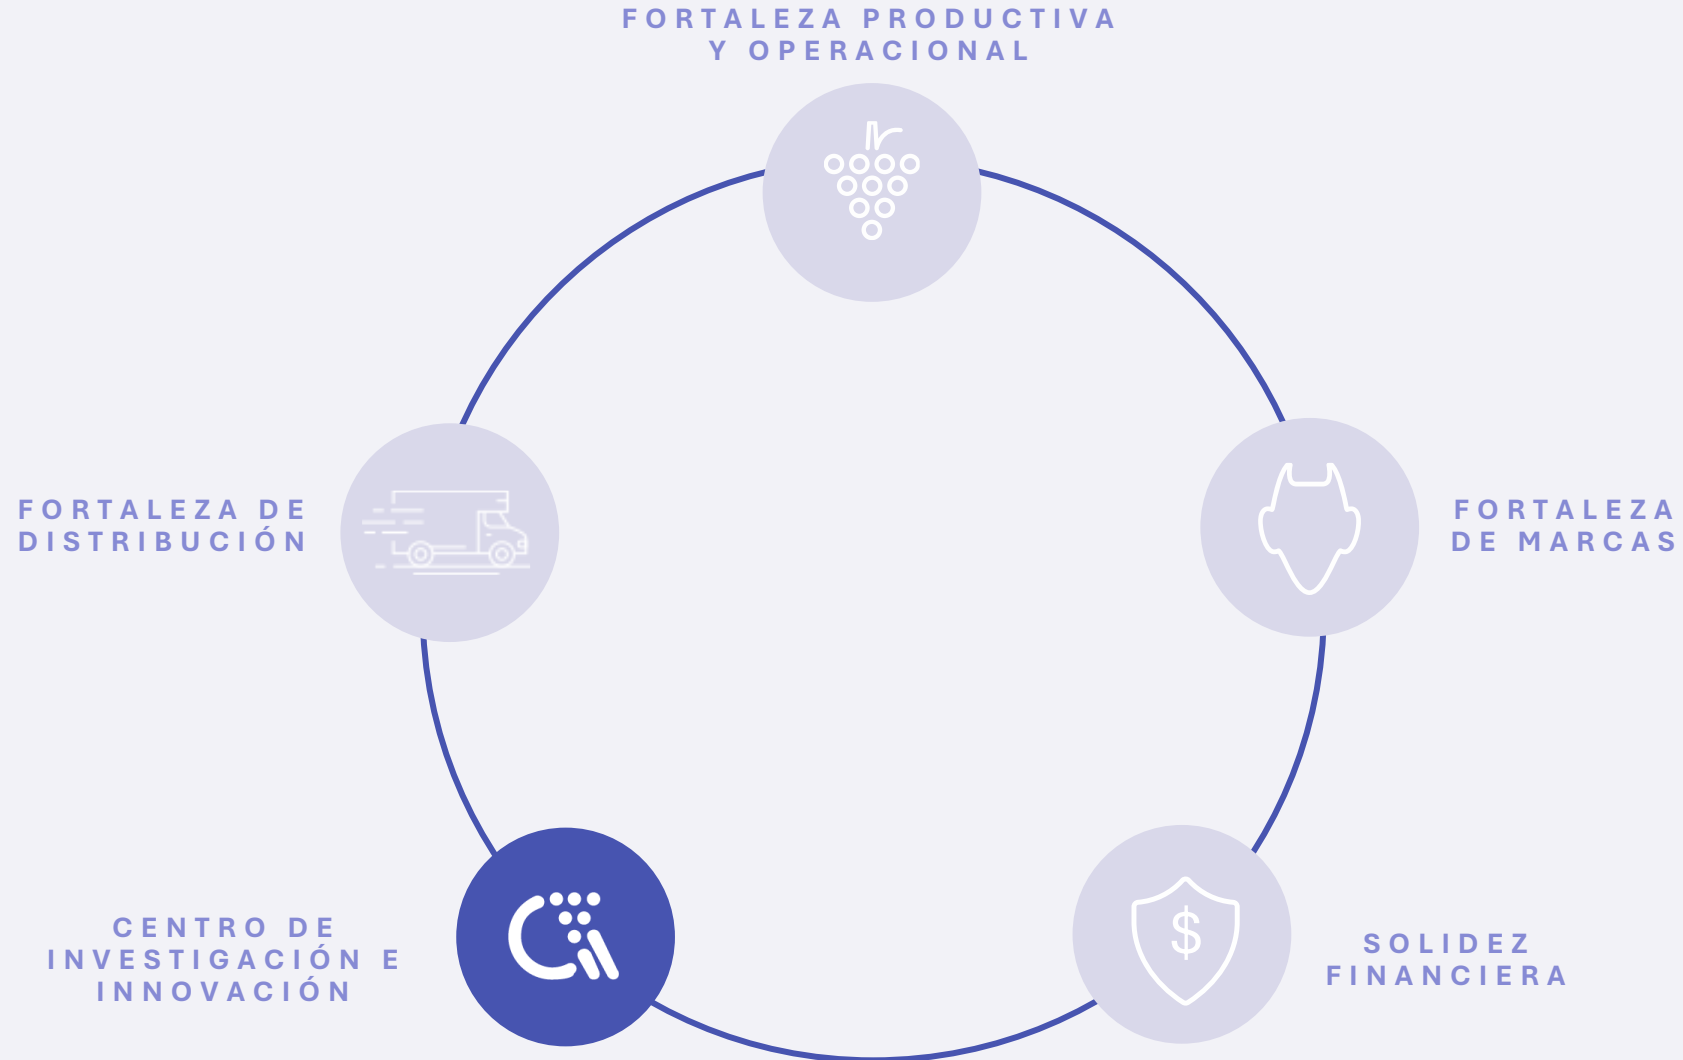 FORTALEZA PRODUCTIVA
Y OPERACIONAL
FORTALEZA DE
DISTRIBUCIÓN
FORTALEZA
DE MARCAS
CENTRO DE
INVESTIGACIÓN E
INNOVACIÓN
$
SOLIDEZ
FINANCIERA